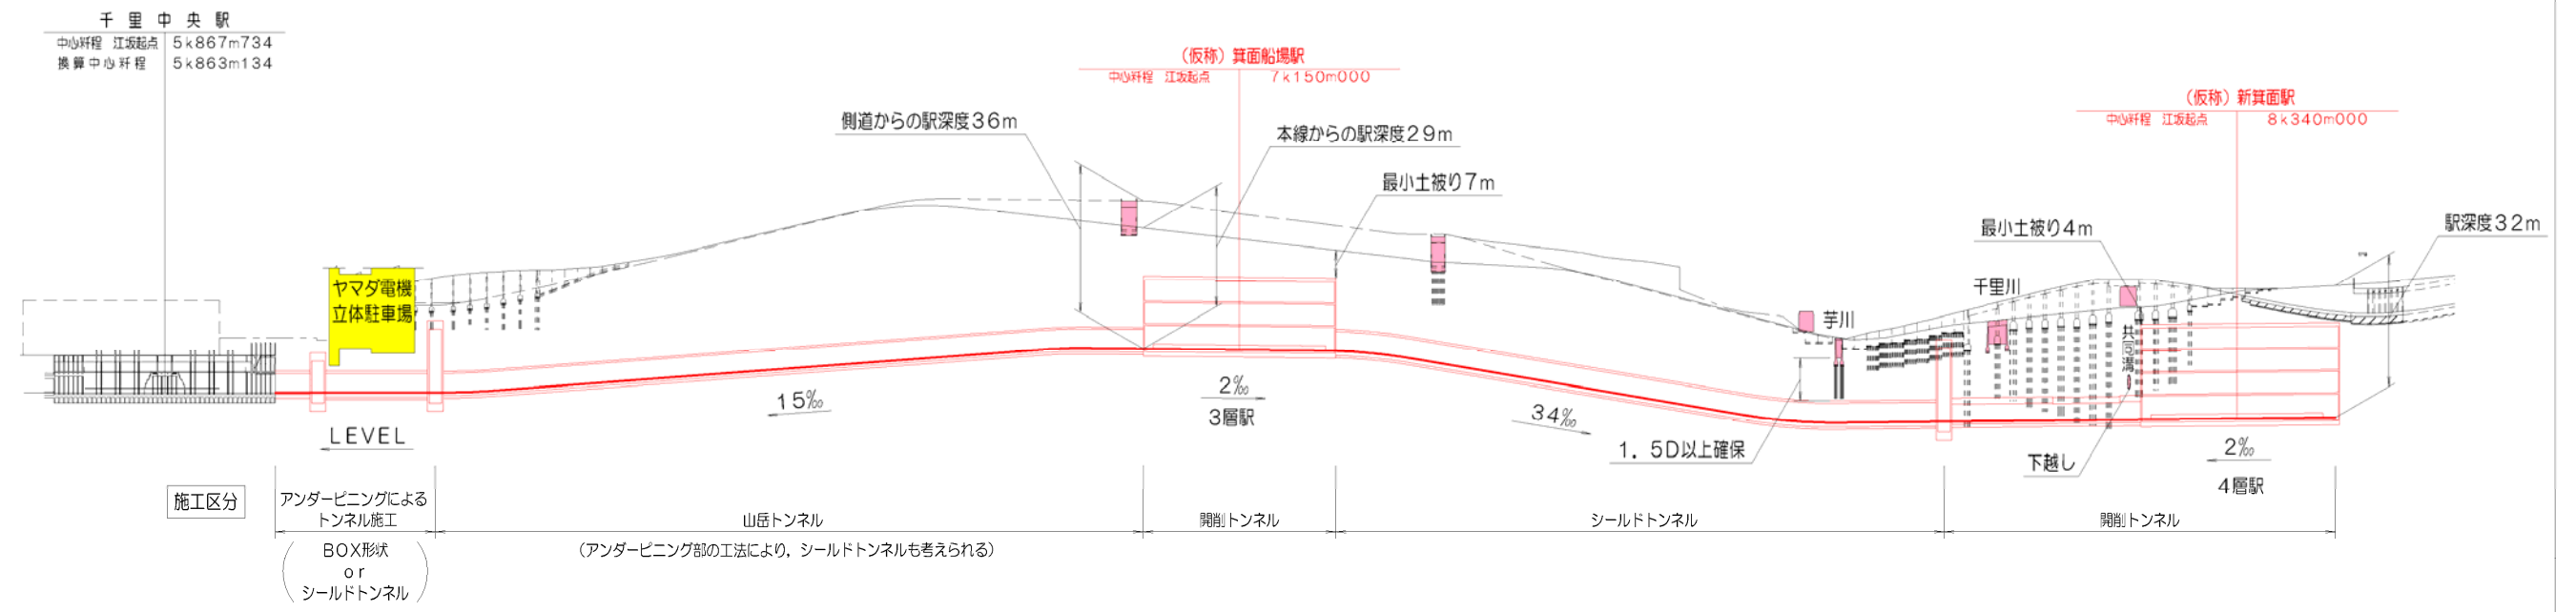 千里中央駅
中心粁程 江坂起点 5k867m734
換算中心粁程 5k863m134
(仮称)箕面船場駅
中心粁程 江坂起点 7k150m000
(仮称)新箕面駅
中心粁程 江坂起点 8k340m000
側道からの駅深度36m
本線からの駅深度29m
最小土被り7m
最小土被り4m
駅深度32m
千里川
芋川
共同溝
ヤマダ電機
立体駐車場
15‰
2‰
3層駅
34‰
LEVEL
1.5D以上確保
下越し
2‰
4層駅
施工区分
アンダーピニングによる
トンネル施工
山岳トンネル
開削トンネル
シールドトンネル
開削トンネル
BOX形状
or
シールドトンネル
(アンダーピニング部の工法により,シールドトンネルも考えられる)